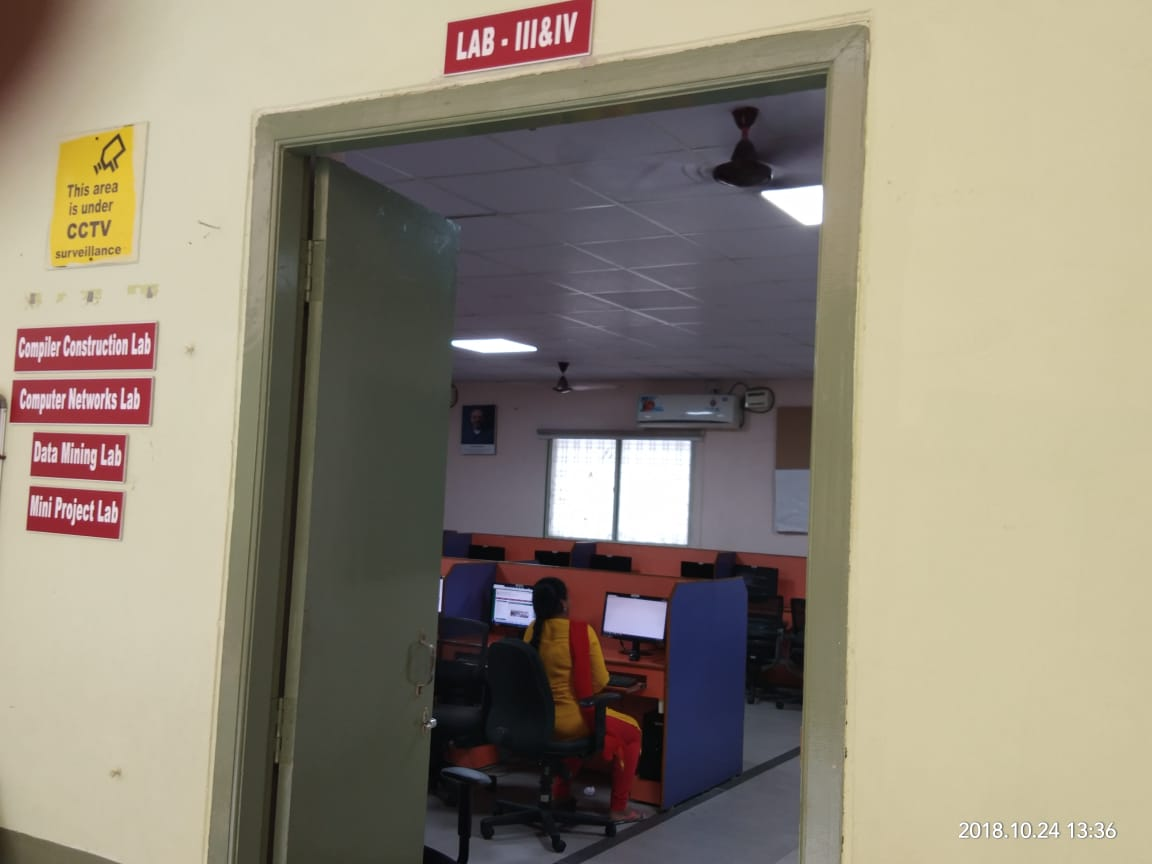 LAB - III&IV
This area
is under
CCTV
surveillance
Compiler Construction Lab
Computer Networks Lab
Data Mining Lab
Mini Project Lab
2018.10.24 13:36